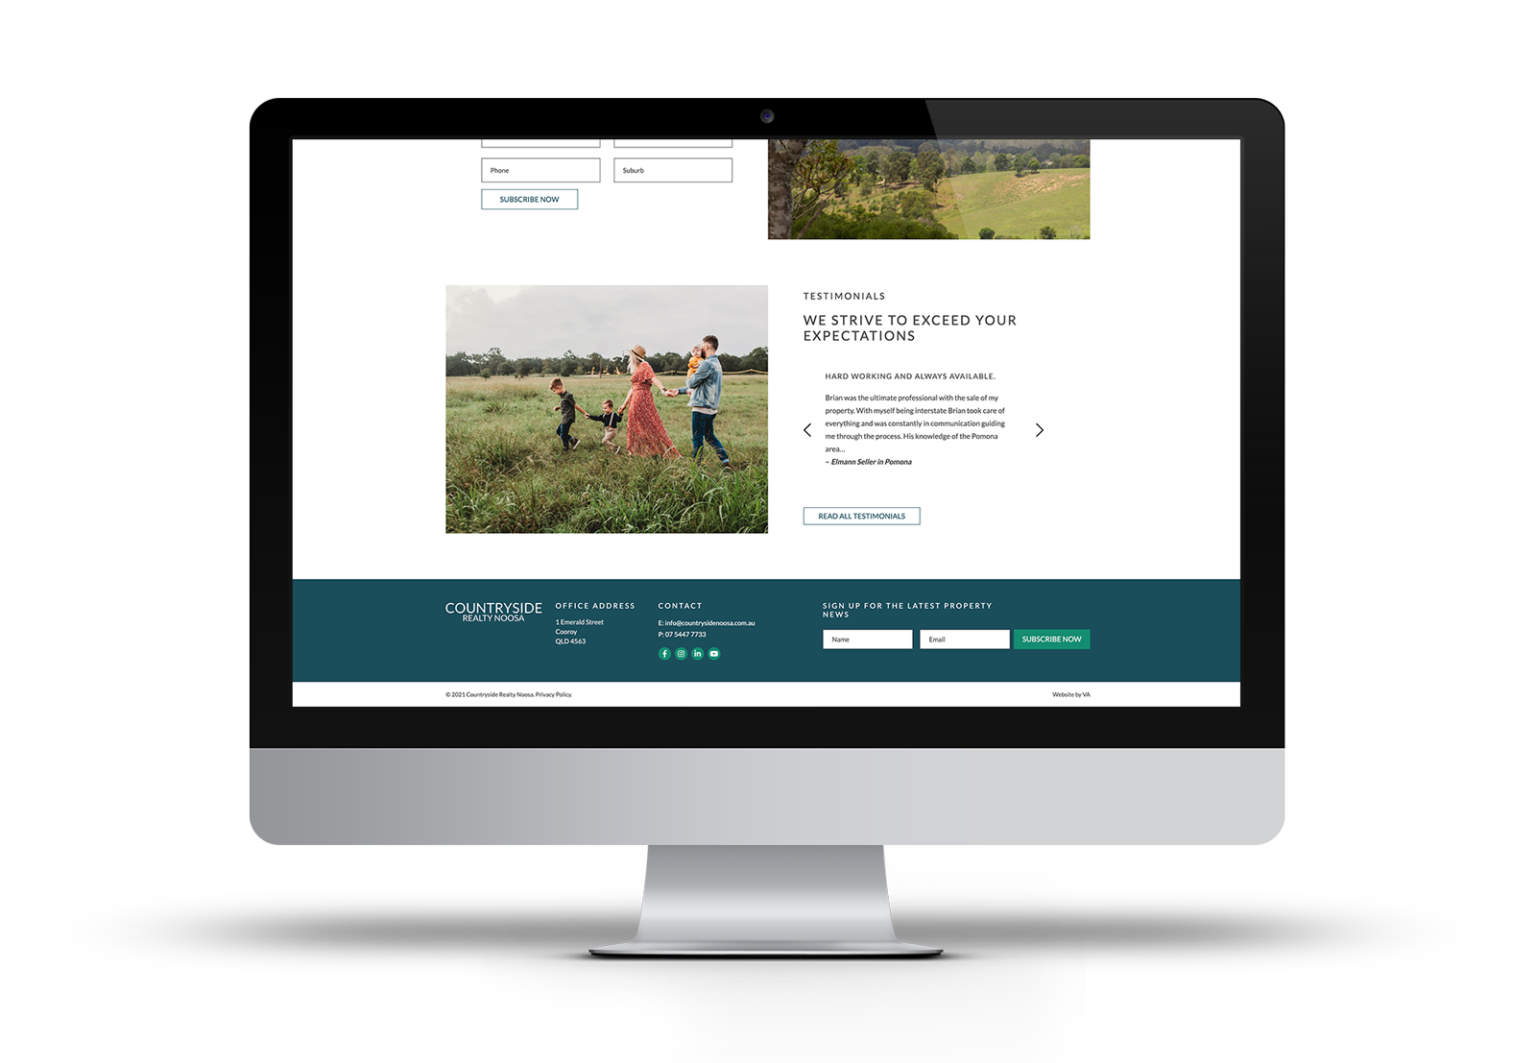 Phone
Suburb
SUBSCRIBE NOW
TESTIMONIALS
WE STRIVE TO EXCEED YOUR
EXPECTATIONS
HARD WORKING AND ALWAYS AVAILABLE.
Brian was the ultimate professional with the sale of my
property. With myself being interstate Brian took care of
everything and was constantly in communication guiding
me through the process. His knowledge of the Pomona
area...
– Elmann Seller in Pomona
READ ALL TESTIMONIALS
COUNTRYSIDE
REALTY NOOSA
OFFICE ADDRESS
1 Emerald Street
Cooroy
QLD 4563
CONTACT
E: info@countrysidenoosa.com.au
P: 07 5447 7733
SIGN UP FOR THE LATEST PROPERTY
NEWS
Name
Email
SUBSCRIBE NOW
© 2021 Countryside Realty Noosa. Privacy Policy.
Website by VA